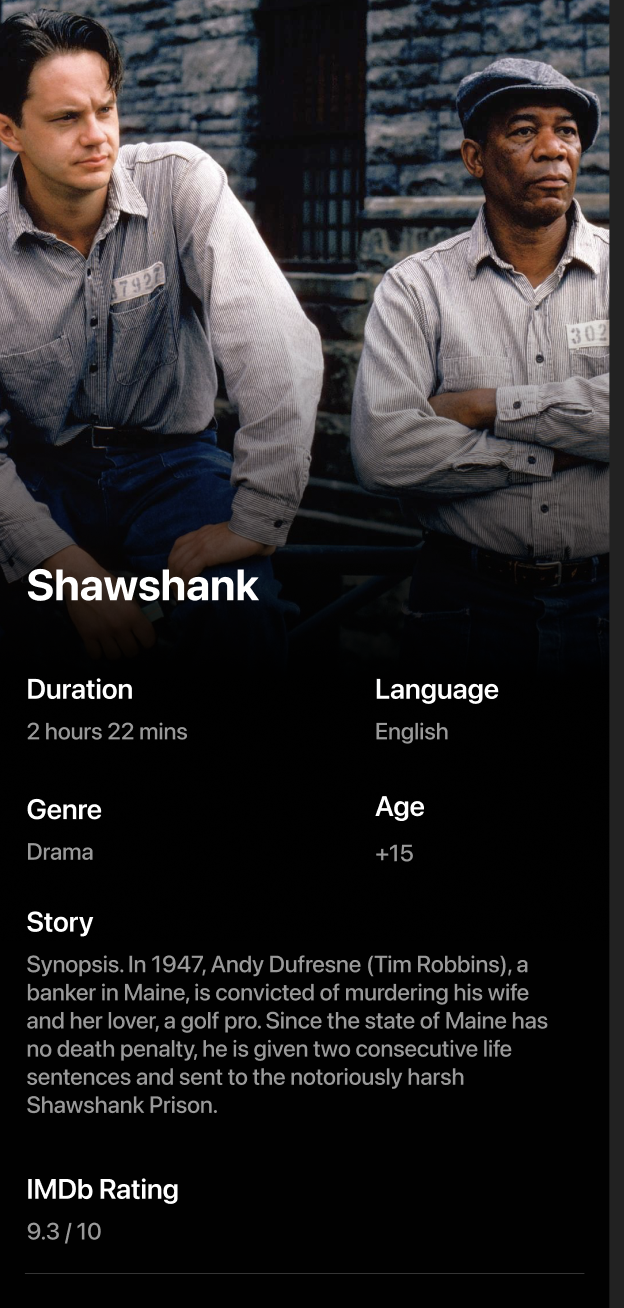 37927
302
Shawshank
Duration
Language
2 hours 22 mins
English
Genre
Age
Drama
+15
Story
Synopsis. In 1947, Andy Dufresne (Tim Robbins), a
banker in Maine, is convicted of murdering his wife
and her lover, a golf pro. Since the state of Maine has
no death penalty, he is given two consecutive life
sentences and sent to the notoriously harsh
Shawshank Prison.
IMDb Rating
9.3 / 10